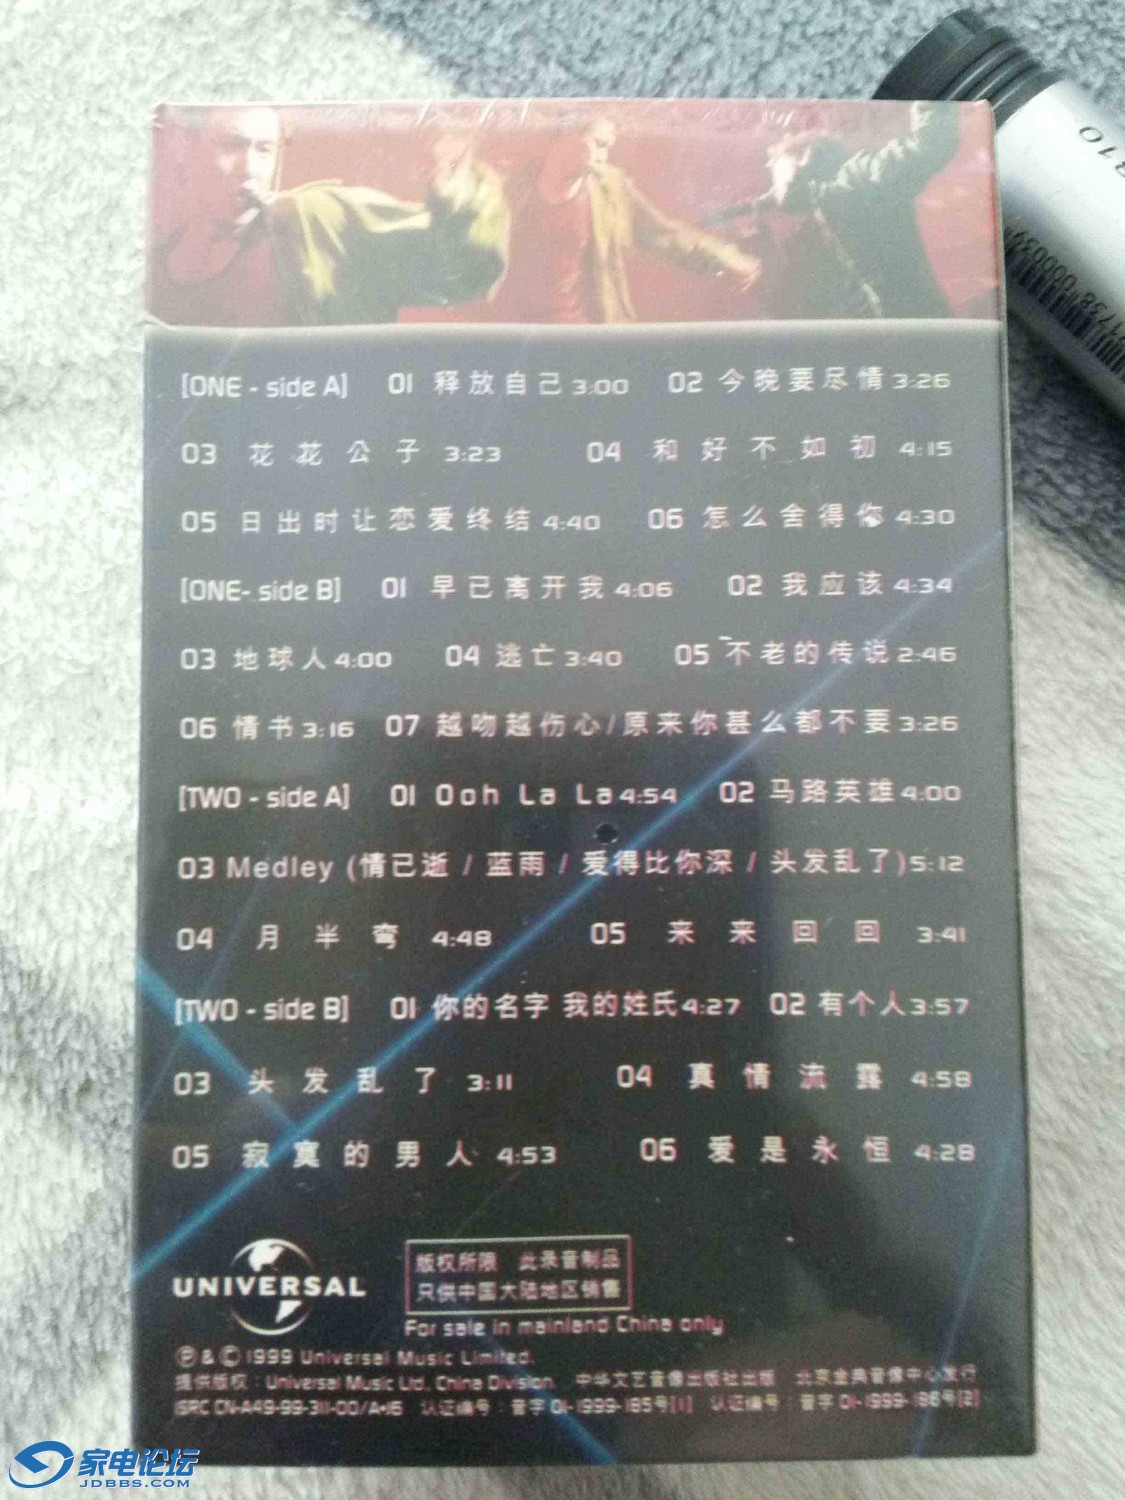 310
[ONE - side A] 01 释放自己 3:00 02 今晚要尽情 3:26
03 花花公子 3:23 04 和好不如初 4:15
05 日出时让恋爱终结 4:40 06 怎么舍得你 4:30
[ONE- side B] 01 早已离开我 4:06 02 我应该 4:34
03 地球人 4:00 04 逃亡 3:40 05 不老的传说 2:46
06 情书 3:16 07 越吻越伤心/原来你甚么都不要 3:26
[TWO - side A] 01 Ooh La La 4:54 02 马路英雄 4:00
03 Medley (情已逝 / 蓝雨 / 爱得比你深 / 头发乱了) 5:12
04 月半弯 4:48 05 来来回回 3:41
[TWO - side B] 01 你的名字 我的姓氏 4:27 02 有个人 3:57
03 头发乱了 3:11 04 真情流露 4:58
05 寂寞的男人 4:53 06 爱是永恒 4:28
UNIVERSAL
版权所限 此录音制品
只供中国大陆地区销售
For sale in mainland China only
Ⓟ & © 1999 Universal Music Limited.
提供版权：Universal Music Ltd. China Division. 中华文艺音像出版社出版 北京金典音像中心发行
ISRC CN-A49-99-311-00/A·J6 认证编号：音字 01-1999-185号[1] 认证编号：音字 01-1999-186号[2]
家电论坛
JDBBS.COM